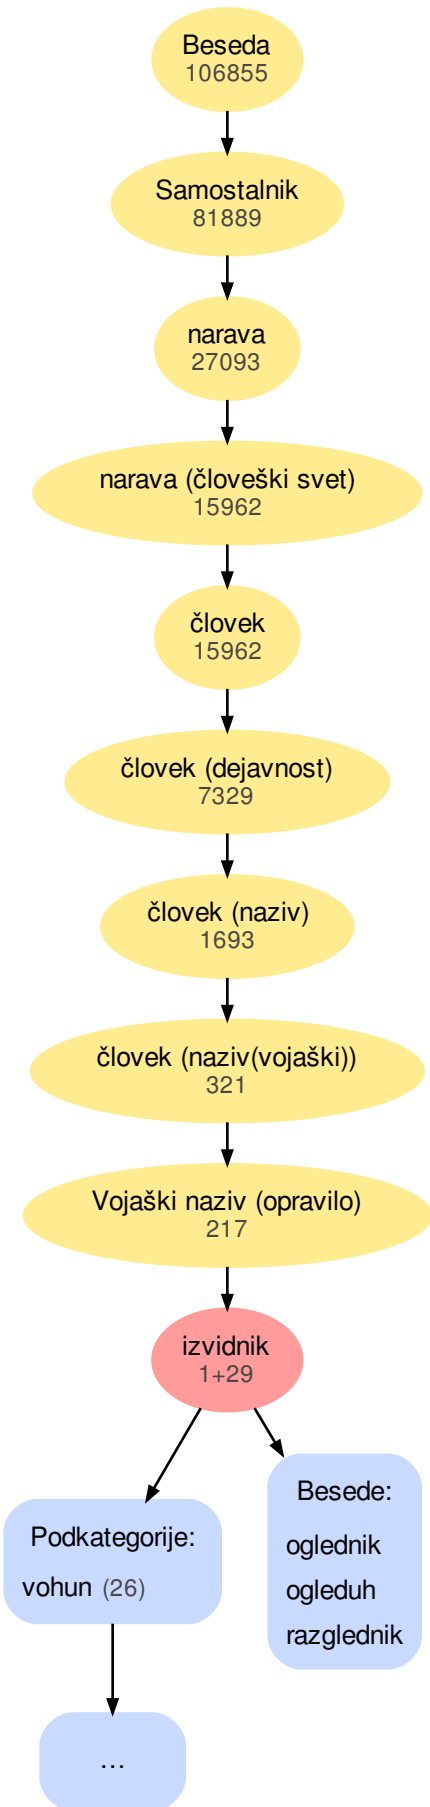 Beseda
106855
Samostalnik
81889
narava
27093
narava (človeški svet)
15962
človek
15962
človek (dejavnost)
7329
človek (naziv)
1693
človek (naziv(vojaški))
321
Vojaški naziv (opravilo)
217
izvidnik
1+29
Podkategorije:
vohun (26)
...
Besede:
oglednik
ogleduh
razglednik